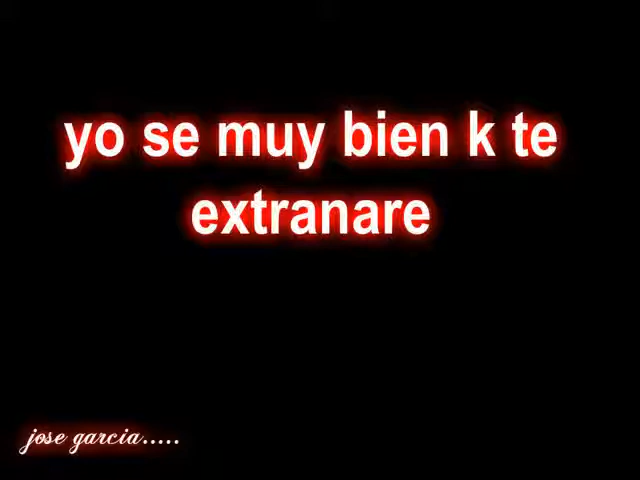 yo se muy bien k te
extranare
jose garcia.....